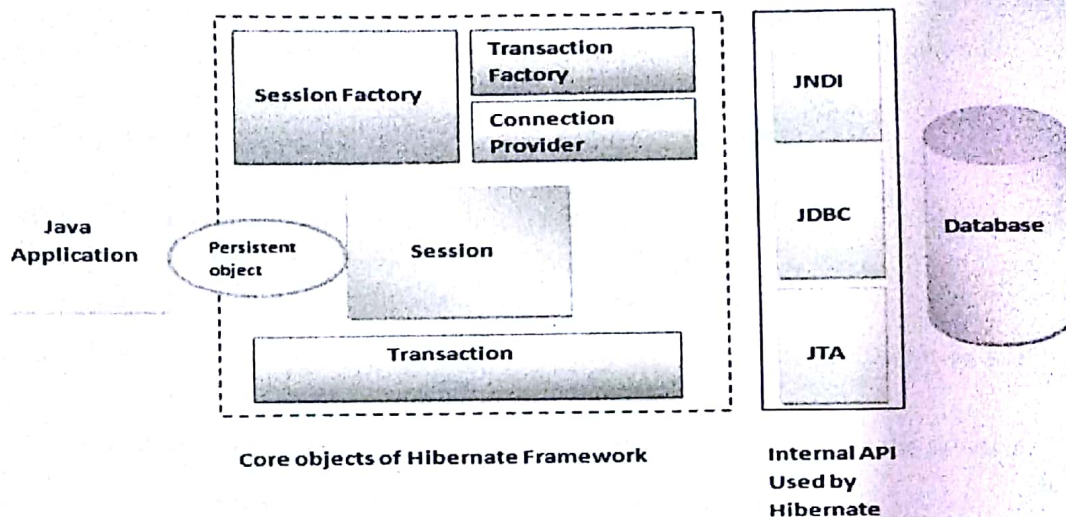 Session Factory
Transaction
Factory
Connection
Provider
JNDI
Java
Application
Persistent
object
Session
JDBC
Database
Transaction
JTA
Core objects of Hibernate Framework
Internal API
Used by
Hibernate